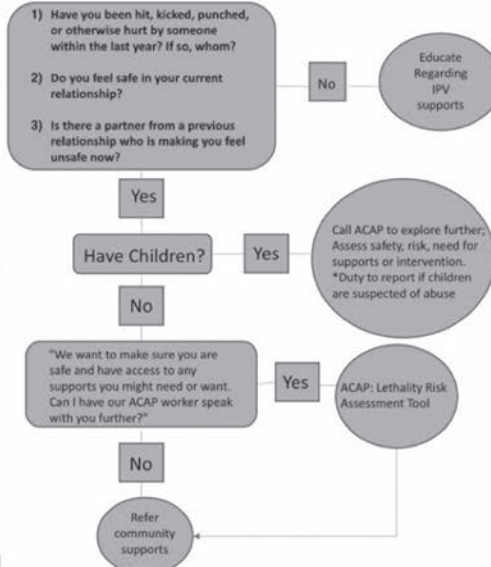 1) Have you been hit, kicked, punched,
or otherwise hurt by someone
within the last year? If so, whom?
2) Do you feel safe in your current
relationship?
3) Is there a partner from a previous
relationship who is making you feel
unsafe now?
No
Educate
Regarding
IPV
supports
Yes
Have Children?
Yes
Call ACAP to explore further;
Assess safety, risk, need for
supports or intervention.
*Duty to report if children
are suspected of abuse
No
"We want to make sure you are
safe and have access to any
supports you might need or want.
Can I have our ACAP worker speak
with you further?"
Yes
ACAP: Lethality Risk
Assessment Tool
No
Refer
community
supports